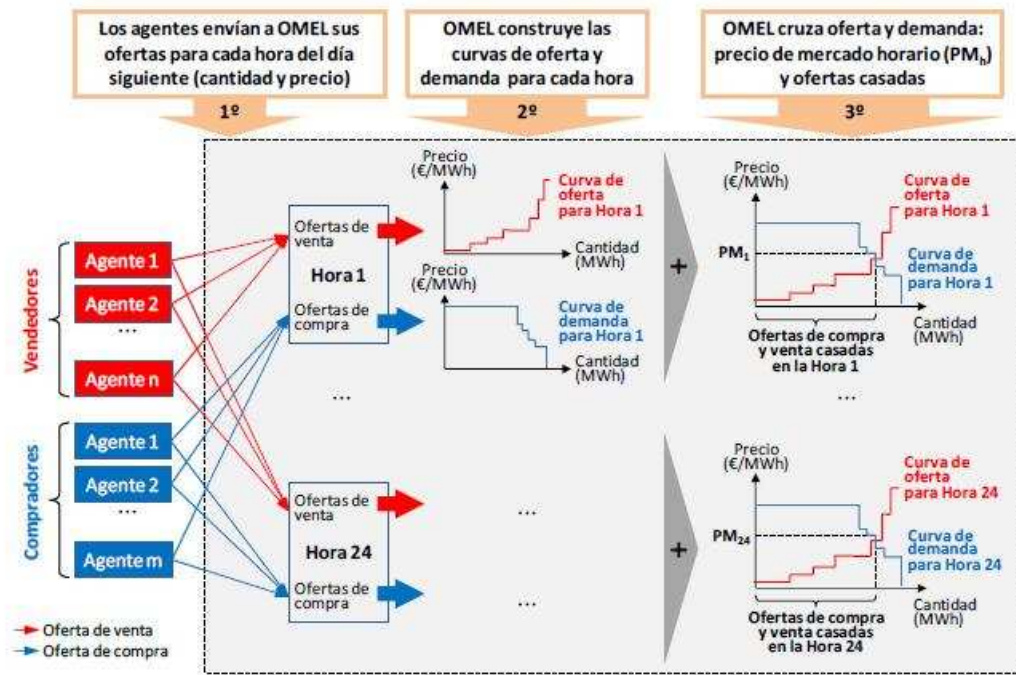 Los agentes envían a OMEL sus
ofertas para cada hora del día
siguiente (cantidad y precio)
1º
OMEL construye las
curvas de oferta y
demanda para cada hora
2º
OMEL cruza oferta y demanda:
precio de mercado horario (PMh)
y ofertas casadas
3º
Vendedores
Agente 1
Agente 2
...
Agente n
Compradores
Agente 1
Agente 2
...
Agente m
Oferta de venta
Oferta de compra
Ofertas de
venta
Hora 1
Ofertas de
compra
...
Ofertas de
venta
Hora 24
Ofertas de
compra
Precio
(€/MWh)
Curva de
oferta
para Hora 1
Cantidad
(MWh)
Precio
(€/MWh)
Curva de
demanda
para Hora 1
Cantidad
(MWh)
...
...
+
+
Precio
(€/MWh)
Curva de
oferta
para Hora 1
PM1
Curva de
demanda
para Hora 1
Cantidad
(MWh)
Ofertas de compra
y venta casadas
en la Hora 1
...
Precio
(€/MWh)
Curva de
oferta
para Hora 24
PM24
Curva de
demanda
para Hora 24
Cantidad
(MWh)
Ofertas de compra
y venta casadas
en la Hora 24